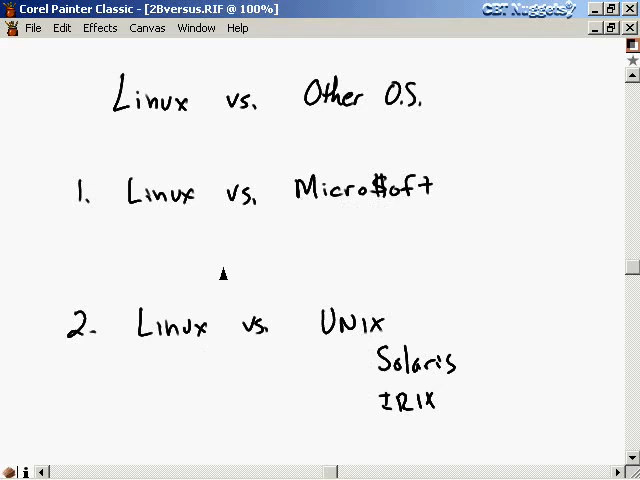 Corel Painter Classic - [2Bversus.RIF @ 100%]
CBT Nuggets
File Edit Effects Canvas Window Help
Linux vs. Other O.S.
1. Linux vs. Micro$oft
2. Linux vs. UNIX
Solaris
IRIX